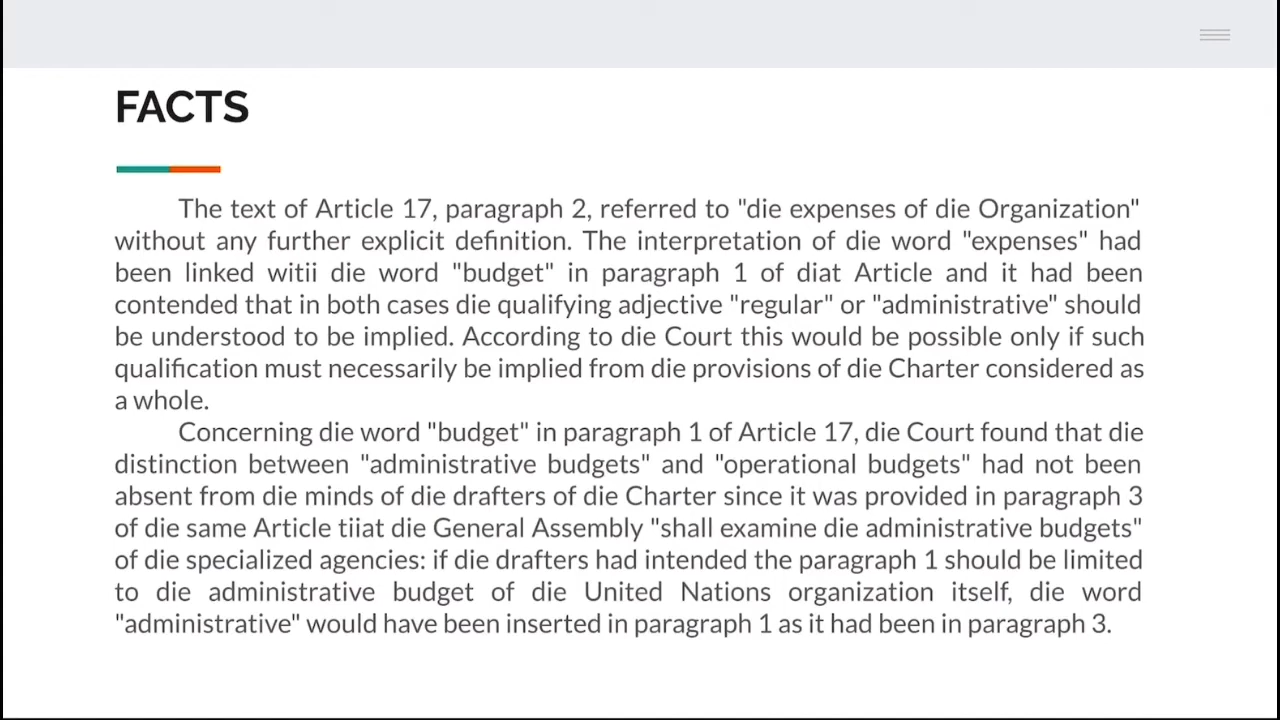 FACTS
The text of Article 17, paragraph 2, referred to "die expenses of die Organization"
without any further explicit definition. The interpretation of die word "expenses" had
been linked witii die word "budget" in paragraph 1 of diat Article and it had been
contended that in both cases die qualifying adjective "regular" or "administrative" should
be understood to be implied. According to die Court this would be possible only if such
qualification must necessarily be implied from die provisions of die Charter considered as
a whole.
Concerning die word "budget" in paragraph 1 of Article 17, die Court found that die
distinction between "administrative budgets" and "operational budgets" had not been
absent from die minds of die drafters of die Charter since it was provided in paragraph 3
of die same Article tiiat die General Assembly "shall examine die administrative budgets"
of die specialized agencies: if die drafters had intended the paragraph 1 should be limited
to die administrative budget of die United Nations organization itself, die word
"administrative" would have been inserted in paragraph 1 as it had been in paragraph 3.